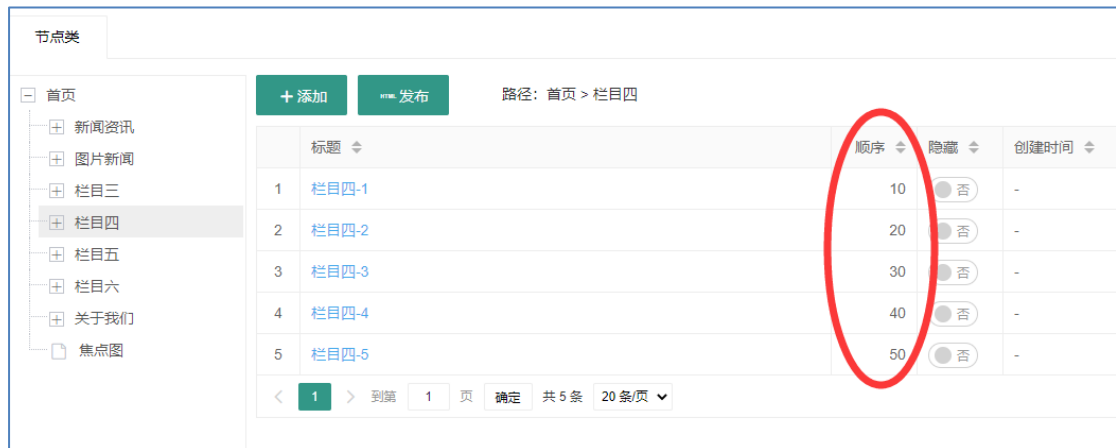 节点类
首页
新闻资讯
图片新闻
栏目三
栏目四
栏目五
栏目六
关于我们
焦点图
+添加 HTML 发布 路径：首页 > 栏目四
标题 顺序 隐藏 创建时间
1 栏目四-1 10 否 -
2 栏目四-2 20 否 -
3 栏目四-3 30 否 -
4 栏目四-4 40 否 -
5 栏目四-5 50 否 -
< 1 > 到第 1 页 确定 共 5 条 20 条/页